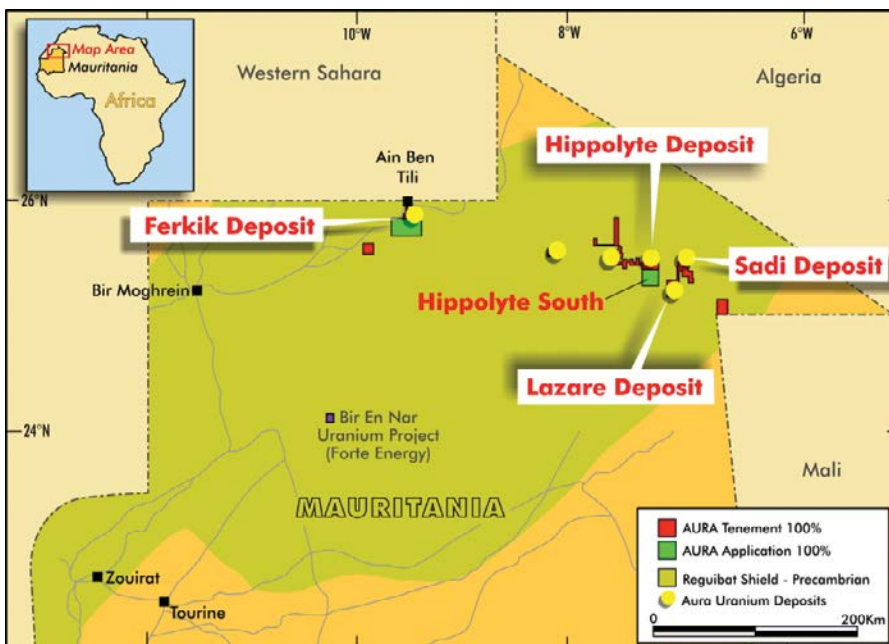 10°W
8°W
6°W
Map Area
Mauritania
Africa
Western Sahara
Algeria
Ain Ben
Tili
Hippolyte Deposit
26°N
26°N
Ferkik Deposit
Sadi Deposit
Bir Moghrein
Hippolyte South
Lazare Deposit
24°N
24°N
Bir En Nar
Uranium Project
(Forte Energy)
Mali
MAURITANIA
AURA Tenement 100%
AURA Application 100%
Reguibat Shield - Precambrian
Aura Uranium Deposits
0 200Km
Zouirat
Tourine